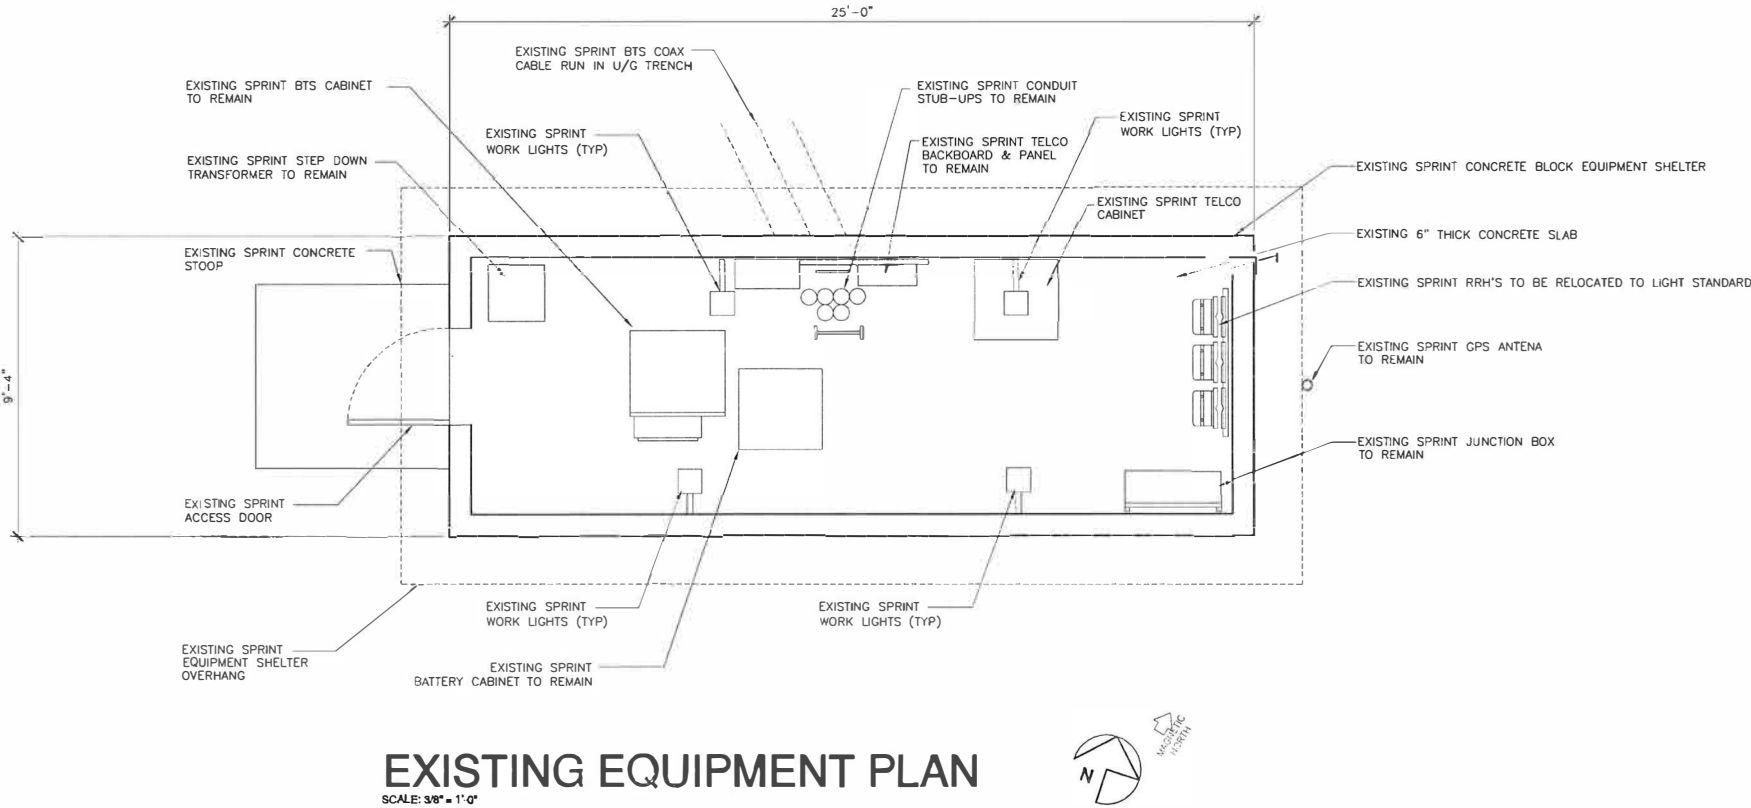 25'-0"
EXISTING SPRINT BTS COAX
CABLE RUN IN U/G TRENCH
EXISTING SPRINT BTS CABINET
TO REMAIN
EXISTING SPRINT CONDUIT
STUB-UPS TO REMAIN
EXISTING SPRINT
WORK LIGHTS (TYP)
EXISTING SPRINT
WORK LIGHTS (TYP)
EXISTING SPRINT TELCO
BACKBOARD & PANEL
TO REMAIN
EXISTING SPRINT STEP DOWN
TRANSFORMER TO REMAIN
EXISTING SPRINT CONCRETE BLOCK EQUIPMENT SHELTER
EXISTING SPRINT TELCO
CABINET
EXISTING 6" THICK CONCRETE SLAB
EXISTING SPRINT CONCRETE
STOOP
EXISTING SPRINT RRH'S TO BE RELOCATED TO LIGHT STANDARD
EXISTING SPRINT GPS ANTENA
TO REMAIN
9'-4"
EXISTING SPRINT JUNCTION BOX
TO REMAIN
EXISTING SPRINT
ACCESS DOOR
EXISTING SPRINT
WORK LIGHTS (TYP)
EXISTING SPRINT
WORK LIGHTS (TYP)
EXISTING SPRINT
EQUIPMENT SHELTER
OVERHANG
EXISTING SPRINT
BATTERY CABINET TO REMAIN
EXISTING EQUIPMENT PLAN
SCALE: 3/8" = 1'-0"
N
MAGNETIC
NORTH